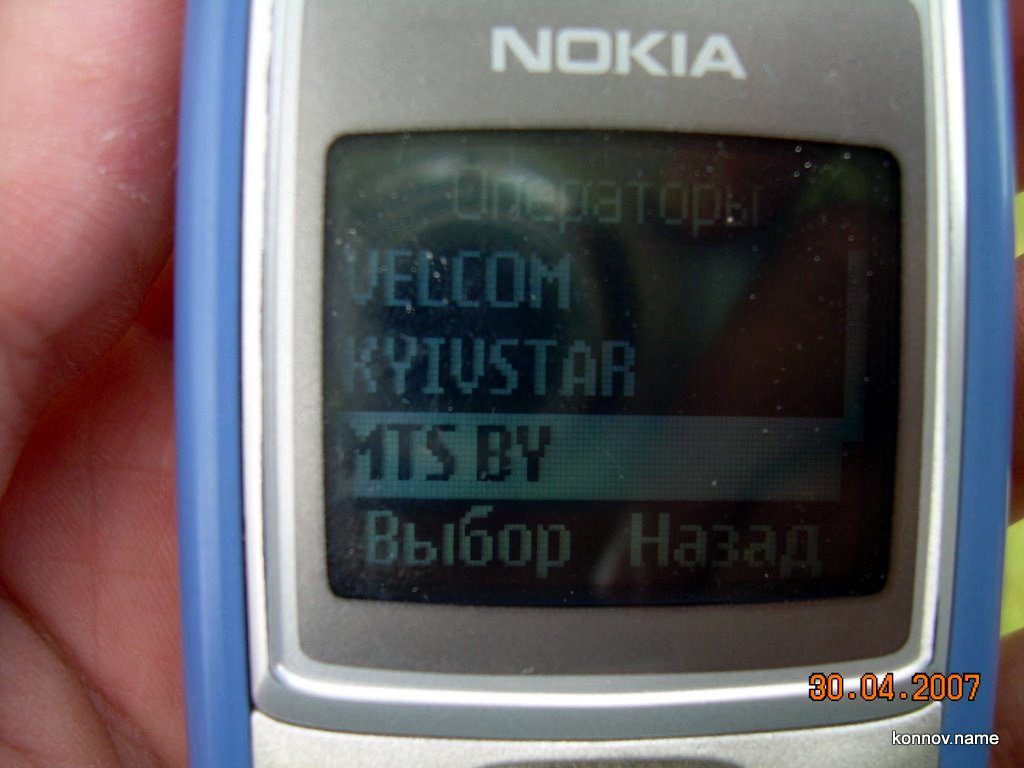 NOKIA
Операторы
VELCOM
KYIVSTAR
MTS BY
Выбор Назад
30.04.2007
konnov.name